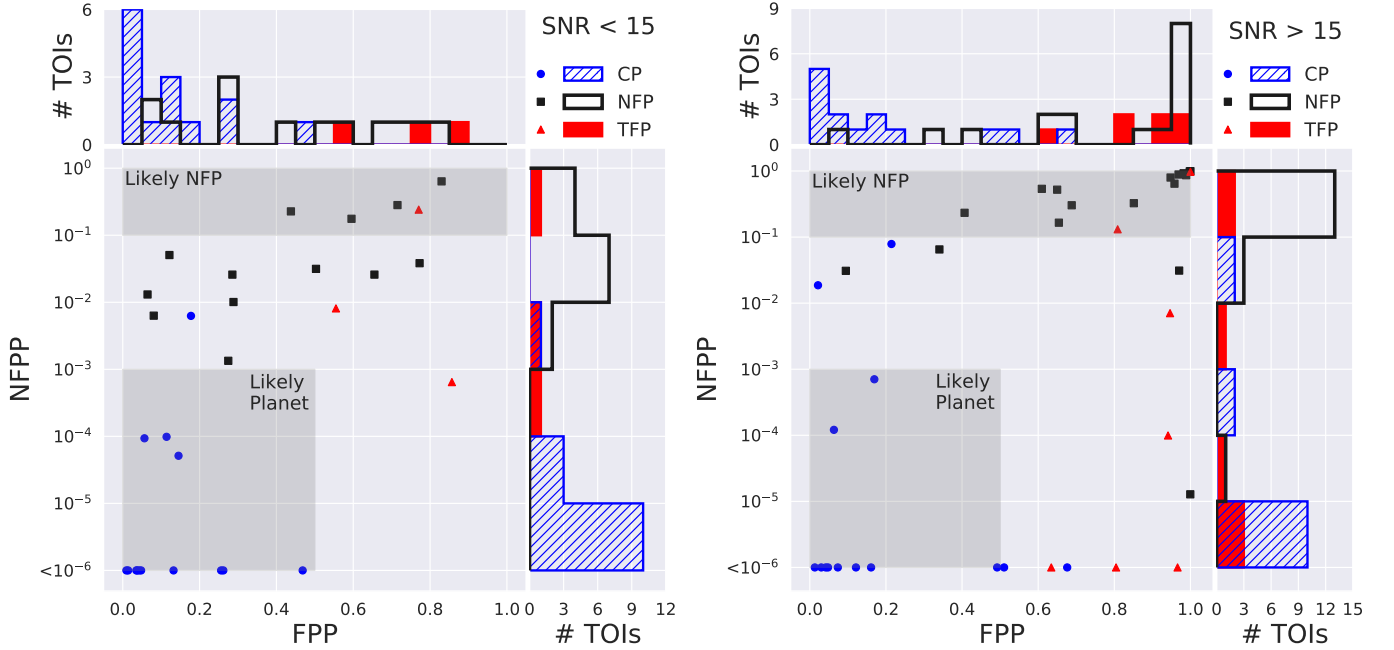 6
3
0
# TOIs
SNR < 15
CP
NFP
TFP
10⁰
10⁻¹
10⁻²
10⁻³
10⁻⁴
10⁻⁵
<10⁻⁶
NFPP
Likely NFP
Likely
Planet
0.0 0.2 0.4 0.6 0.8 1.0
FPP
0 3 6 9 12
# TOIs
9
6
3
0
# TOIs
SNR > 15
CP
NFP
TFP
10⁰
10⁻¹
10⁻²
10⁻³
10⁻⁴
10⁻⁵
<10⁻⁶
NFPP
Likely NFP
Likely
Planet
0.0 0.2 0.4 0.6 0.8 1.0
FPP
0 3 6 9 12 15
# TOIs